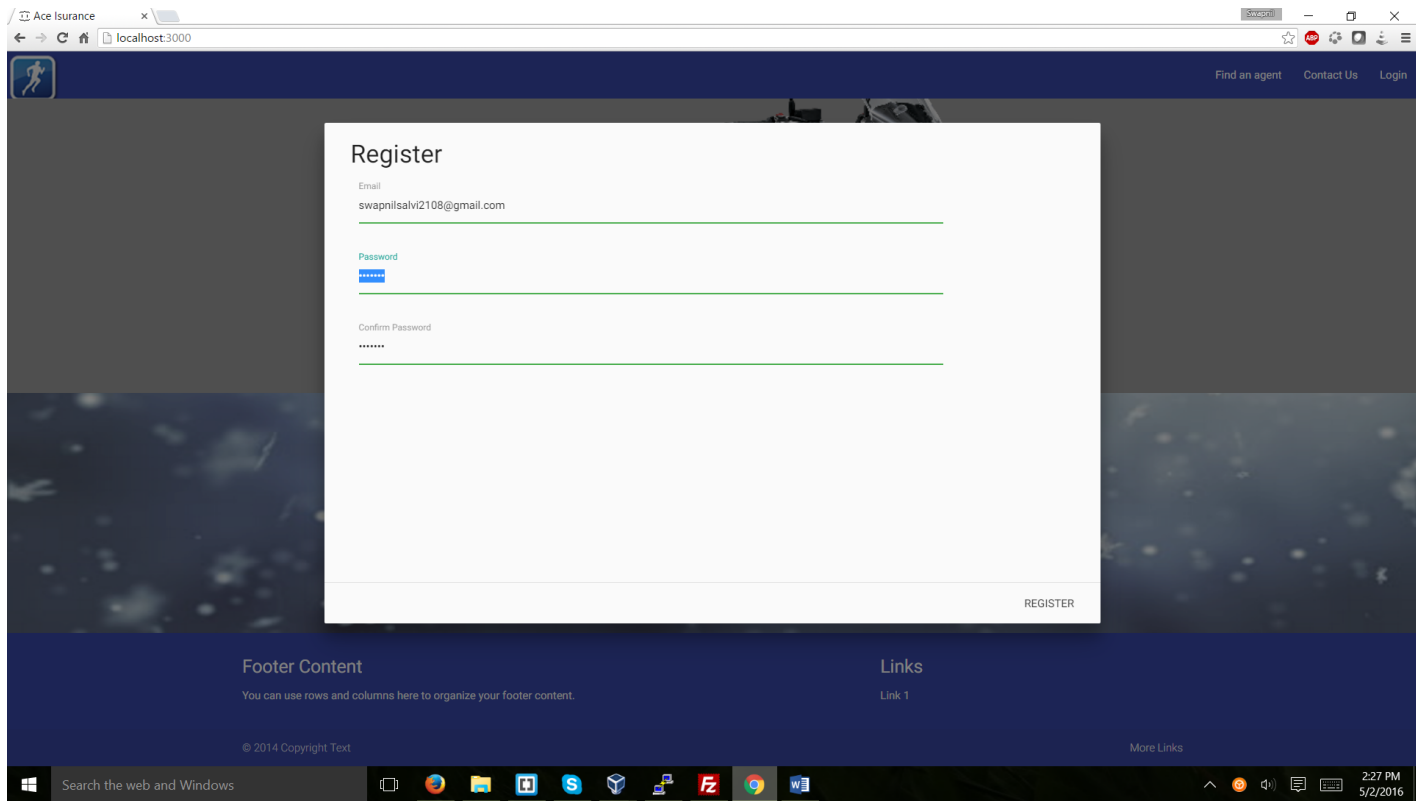 Ace Isurance
Swapnil
localhost:3000
ABP
Find an agent Contact Us Login
Register
Email
swapnilsalvi2108@gmail.com
Password
•••••••
Confirm Password
•••••••
REGISTER
Footer Content
Links
You can use rows and columns here to organize your footer content.
Link 1
© 2014 Copyright Text
More Links
Search the web and Windows
2:27 PM
5/2/2016